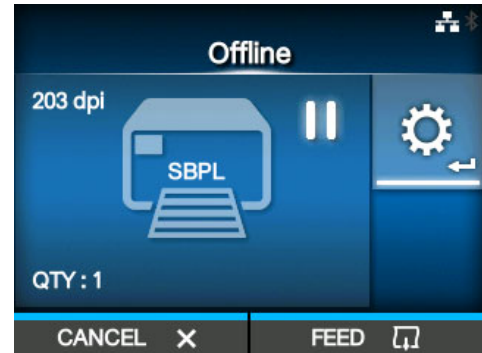 Offline
203 dpi
SBPL
QTY : 1
CANCEL
FEED